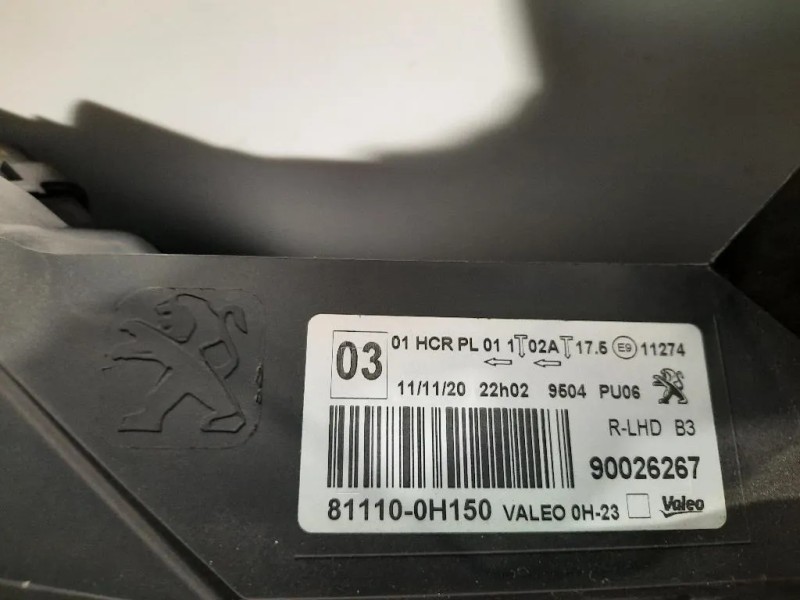 03
01 HCR PL 01 1 02A 17.5 E9 11274
11/11/20 22h02 9504 PU06
R-LHD B3
90026267
81110-0H150 VALEO 0H-23 Valeo